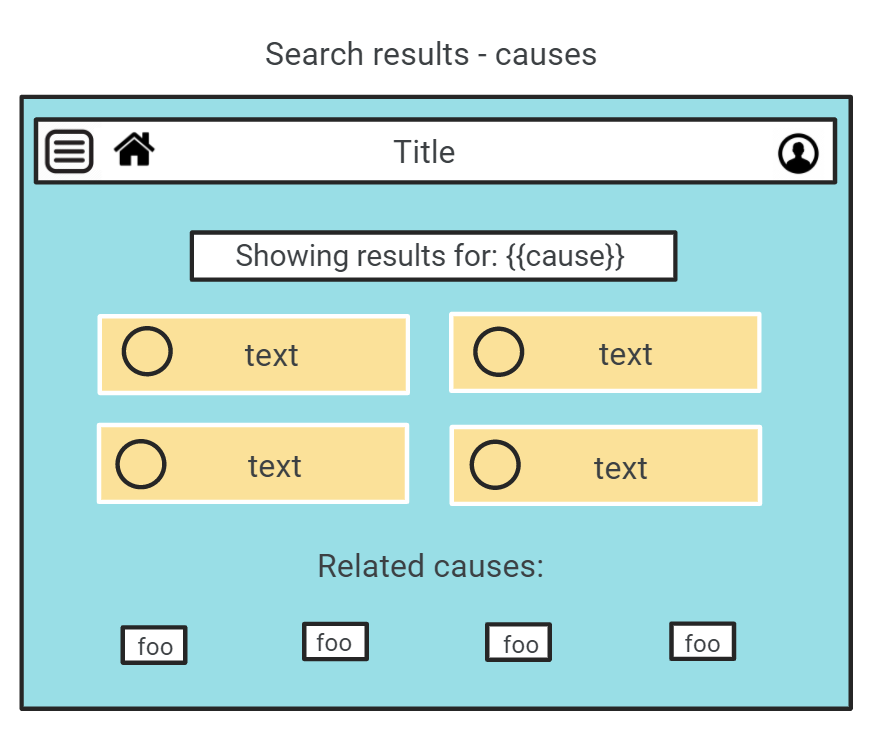 Search results - causes
Title
Showing results for: {{cause}}
text
text
text
text
Related causes:
foo
foo
foo
foo